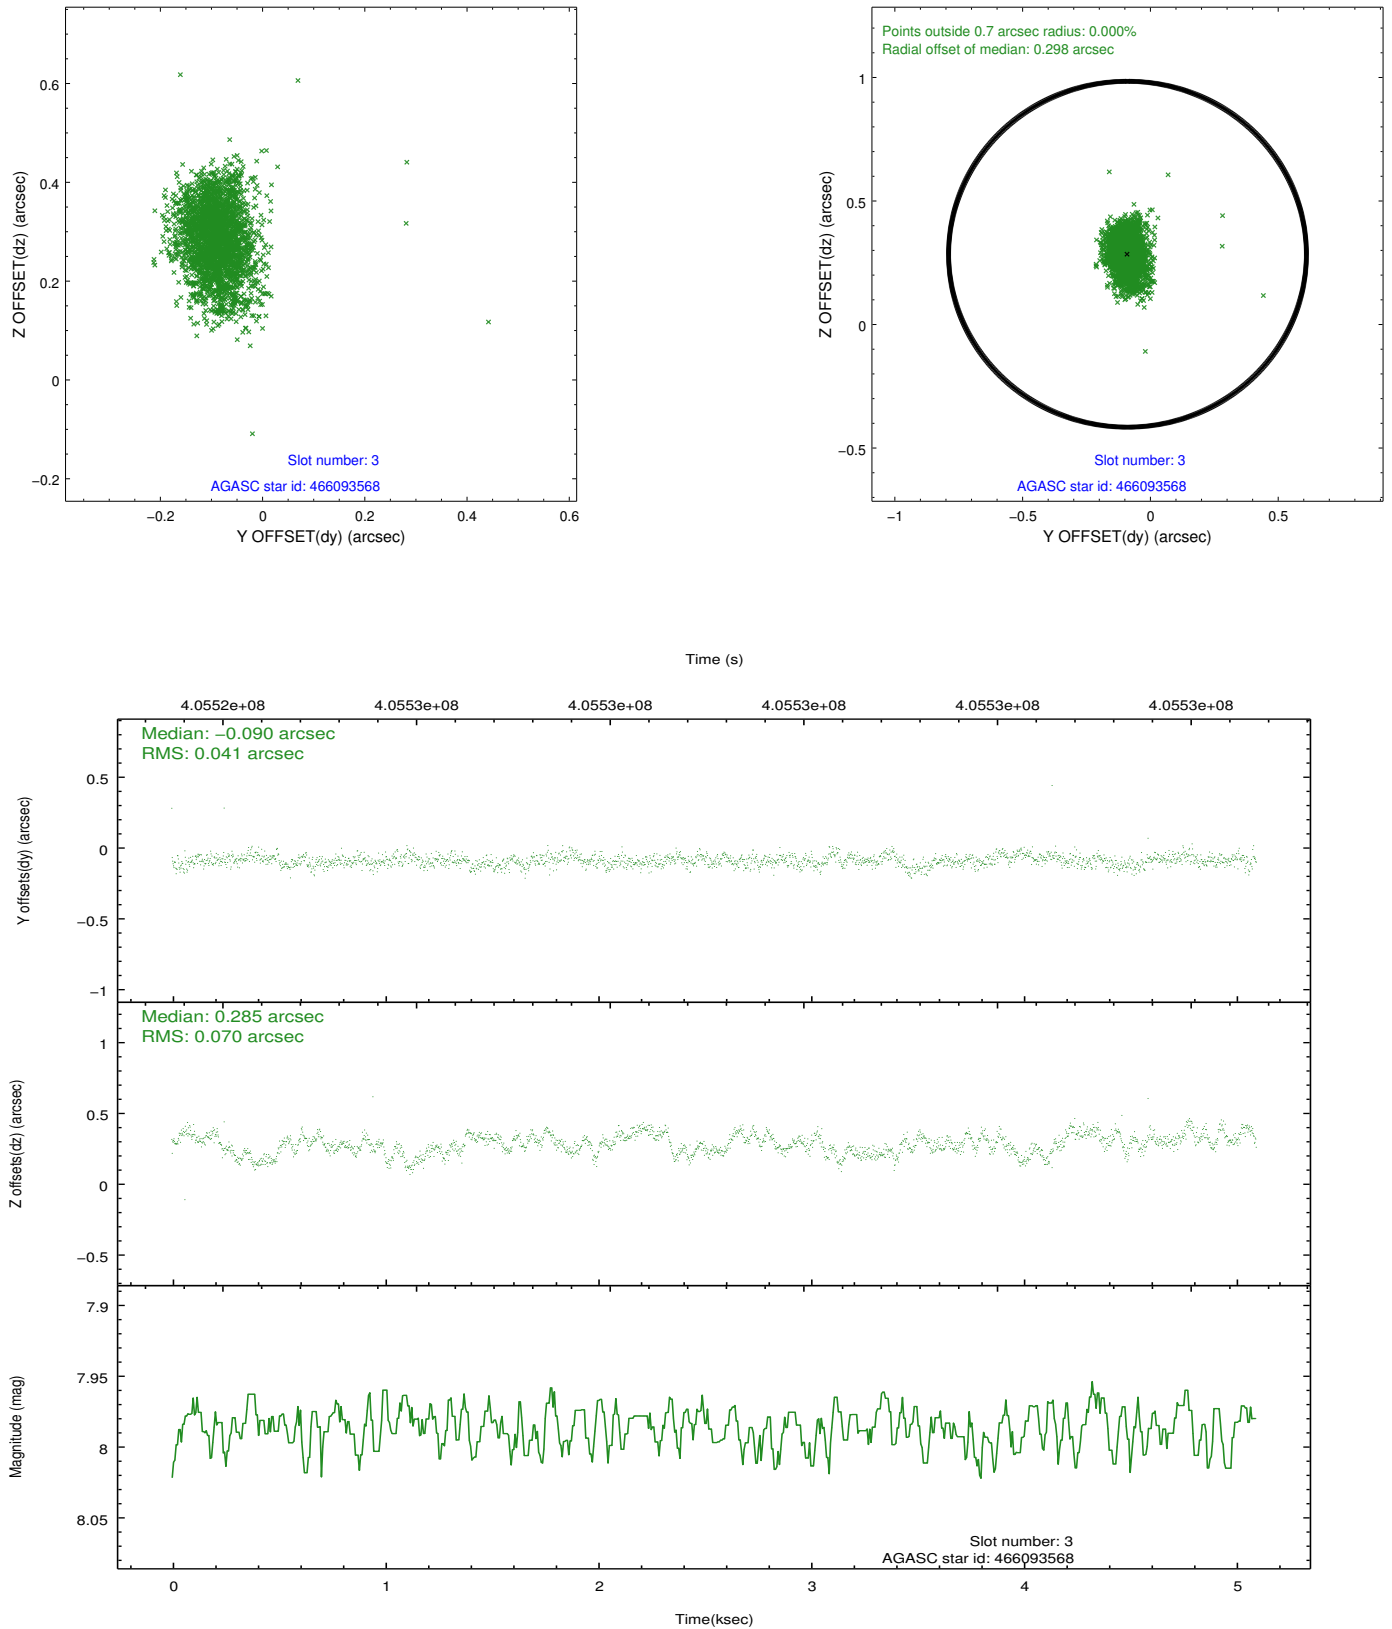 0.6
0.4
0.2
0
−0.2
−0.2
0
0.2
0.4
0.6
Z OFFSET(dz) (arcsec)
Y OFFSET(dy) (arcsec)
Slot number: 3
AGASC star id: 466093568
Points outside 0.7 arcsec radius: 0.000%
Radial offset of median: 0.298 arcsec
1
0.5
0
−0.5
−1
−0.5
0
0.5
Z OFFSET(dz) (arcsec)
Y OFFSET(dy) (arcsec)
Slot number: 3
AGASC star id: 466093568
Time (s)
4.0552e+08 4.0553e+08 4.0553e+08 4.0553e+08 4.0553e+08 4.0553e+08
Median: −0.090 arcsec
RMS: 0.041 arcsec
0.5
0
−0.5
−1
Y offsets(dy) (arcsec)
Median: 0.285 arcsec
RMS: 0.070 arcsec
1
0.5
0
−0.5
Z offsets(dz) (arcsec)
7.9
7.95
8
8.05
Magnitude (mag)
Slot number: 3
AGASC star id: 466093568
0 1 2 3 4 5
Time(ksec)